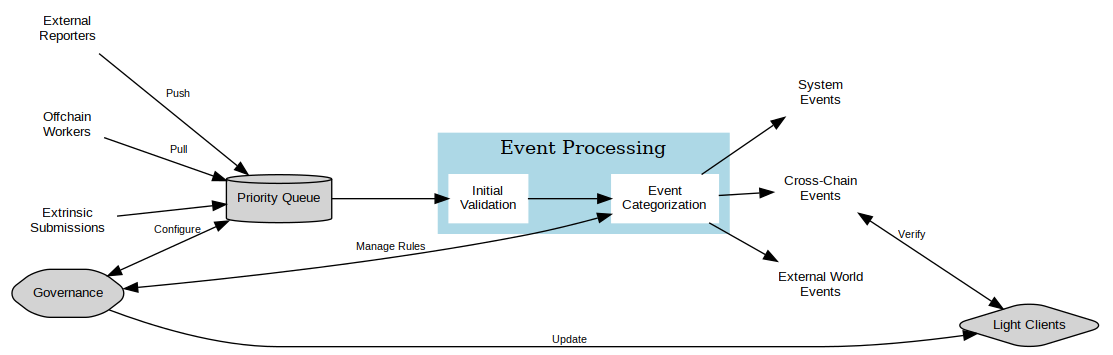 External
Reporters
Push
Offchain
Workers
Pull
Extrinsic
Submissions
Configure
Governance
Priority Queue
Event Processing
Initial
Validation
Event
Categorization
Manage Rules
System
Events
Cross-Chain
Events
External World
Events
Verify
Light Clients
Update